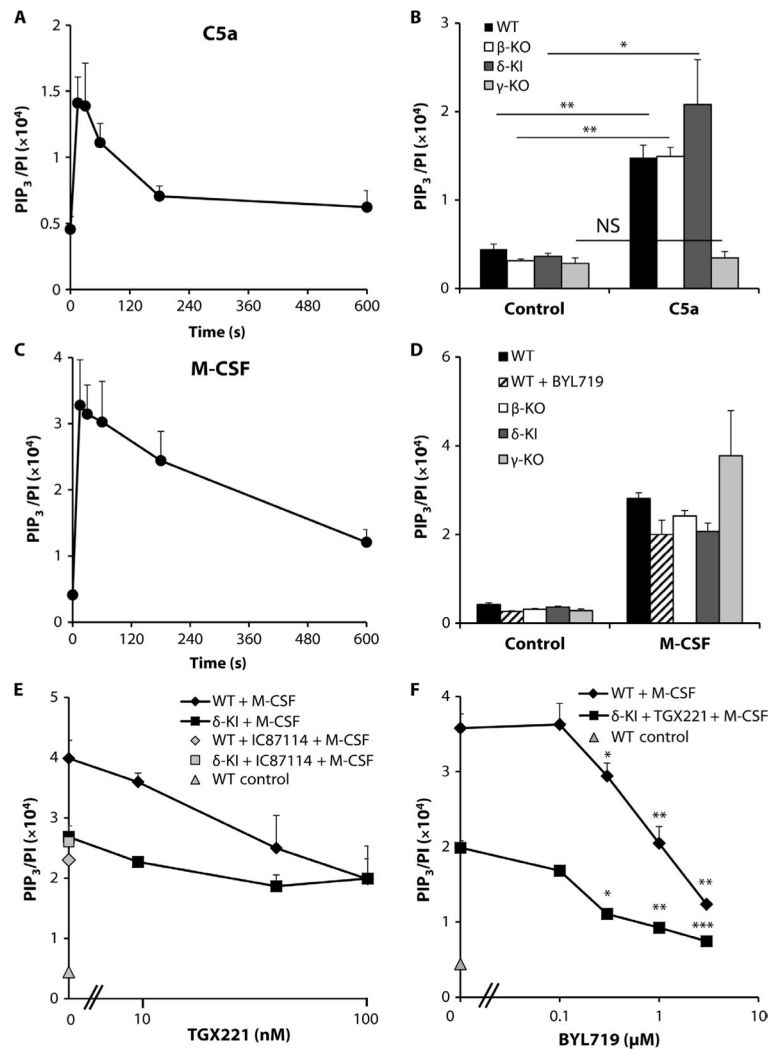 A
C5a
2
1.5
1
0.5
0
0 120 240 360 480 600
PIP3 /PI (×10⁴)
Time (s)
B
WT
β-KO
δ-KI
γ-KO
*
**
**
NS
3
2
1
0
PIP3 /PI (×10⁴)
Control C5a
C
M-CSF
4
3
2
1
0
0 120 240 360 480 600
PIP3 /PI (×10⁴)
Time (s)
D
WT
WT + BYL719
β-KO
δ-KI
γ-KO
6
4
2
0
PIP3 /PI (×10⁴)
Control M-CSF
E
WT + M-CSF
δ-KI + M-CSF
WT + IC87114 + M-CSF
δ-KI + IC87114 + M-CSF
WT control
5
4
3
2
1
0
0 10 100
PIP3/PI (×10⁴)
TGX221 (nM)
F
WT + M-CSF
δ-KI + TGX221 + M-CSF
WT control
4
3
2
1
0
*
**
**
*
**
***
0 0.1 1 10
PIP3/PI (×10⁴)
BYL719 (µM)